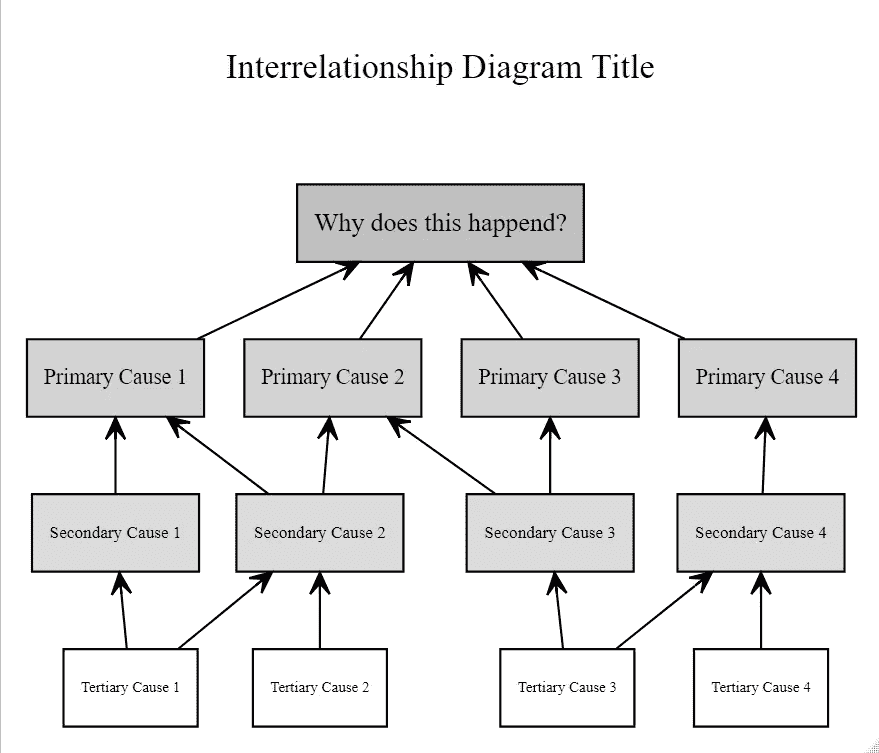 Interrelationship Diagram Title
Why does this happend?
Primary Cause 1
Primary Cause 2
Primary Cause 3
Primary Cause 4
Secondary Cause 1
Secondary Cause 2
Secondary Cause 3
Secondary Cause 4
Tertiary Cause 1
Tertiary Cause 2
Tertiary Cause 3
Tertiary Cause 4